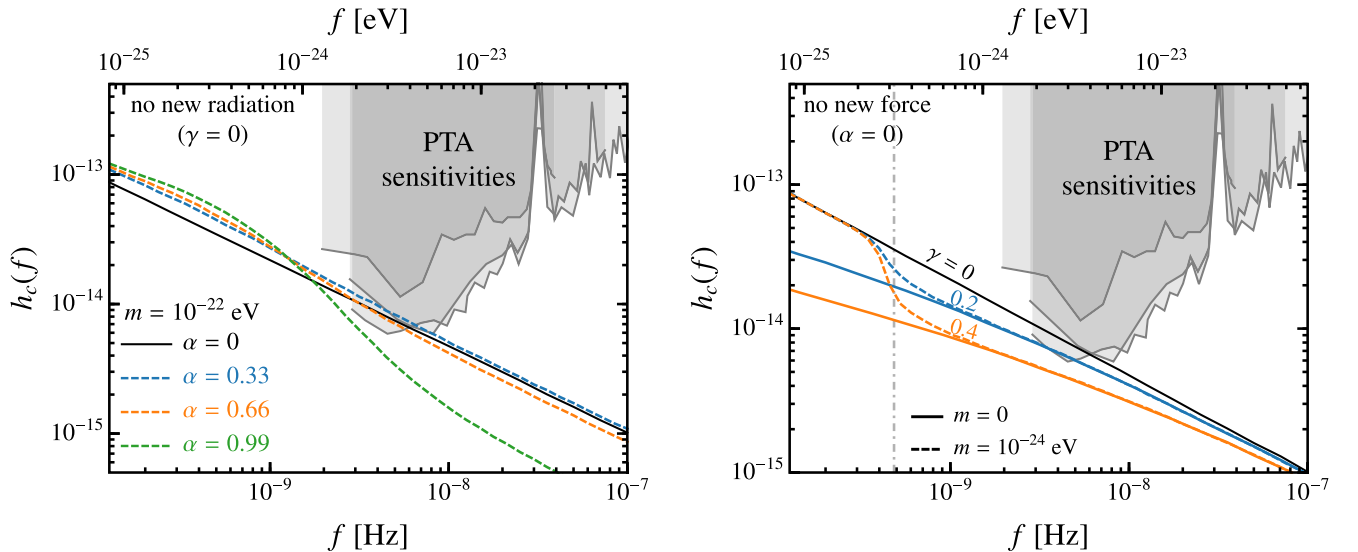 f [eV]
10⁻²⁵ 10⁻²⁴ 10⁻²³
no new radiation
(γ = 0)
PTA
sensitivities
10⁻¹³
10⁻¹⁴
10⁻¹⁵
h_c(f)
m = 10⁻²² eV
α = 0
α = 0.33
α = 0.66
α = 0.99
10⁻⁹ 10⁻⁸ 10⁻⁷
f [Hz]
f [eV]
10⁻²⁵ 10⁻²⁴ 10⁻²³
no new force
(α = 0)
PTA
sensitivities
10⁻¹³
10⁻¹⁴
10⁻¹⁵
h_c(f)
γ = 0
0.2
0.4
m = 0
m = 10⁻²⁴ eV
10⁻⁹ 10⁻⁸ 10⁻⁷
f [Hz]